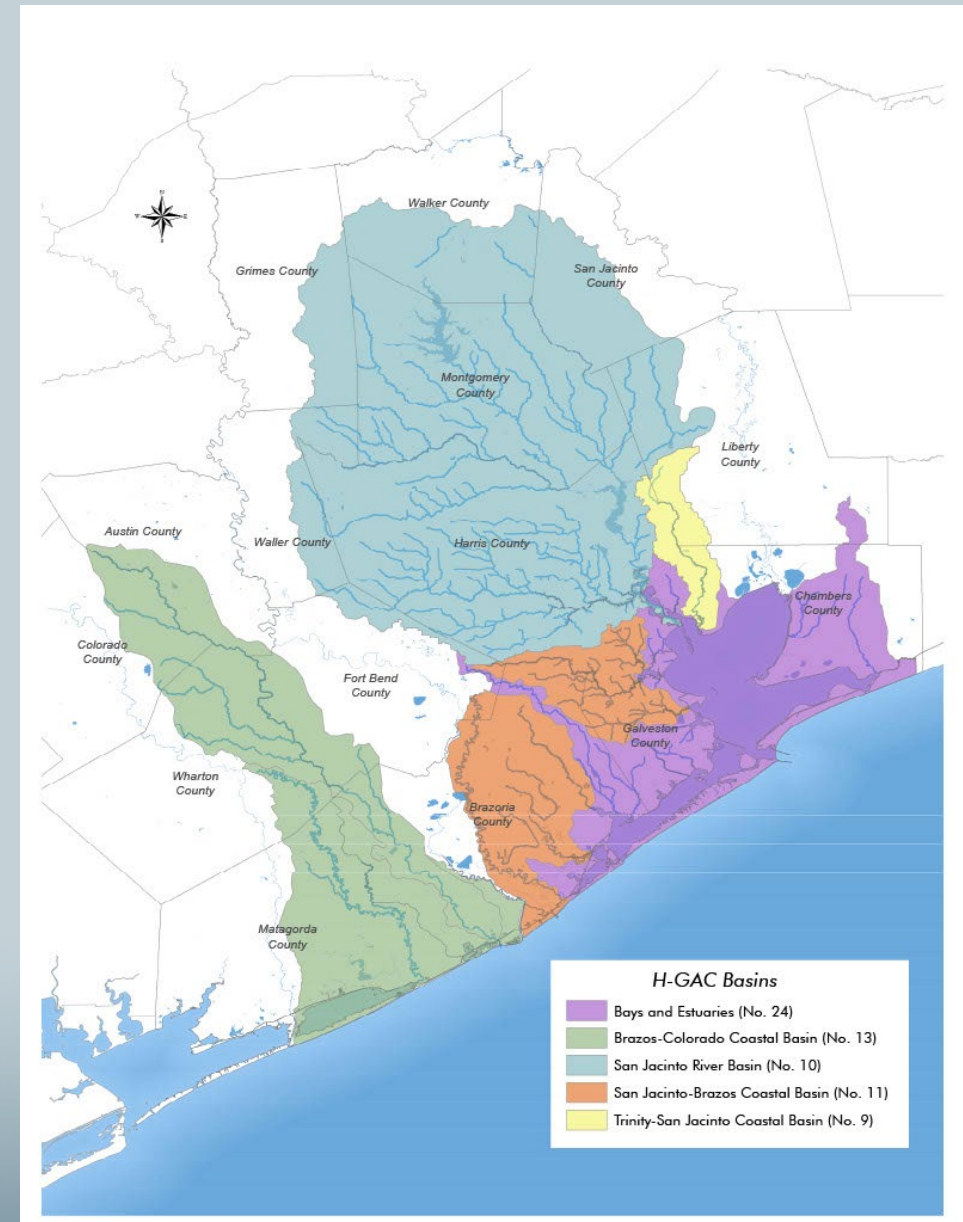 N
W
E
S
Walker County
Grimes County
San Jacinto
County
Montgomery
County
Liberty
County
Austin County
Waller County
Harris County
Chambers
County
Colorado
County
Fort Bend
County
Galveston
County
Wharton
County
Brazoria
County
Matagorda
County
H-GAC Basins
Bays and Estuaries (No. 24)
Brazos-Colorado Coastal Basin (No. 13)
San Jacinto River Basin (No. 10)
San Jacinto-Brazos Coastal Basin (No. 11)
Trinity-San Jacinto Coastal Basin (No. 9)